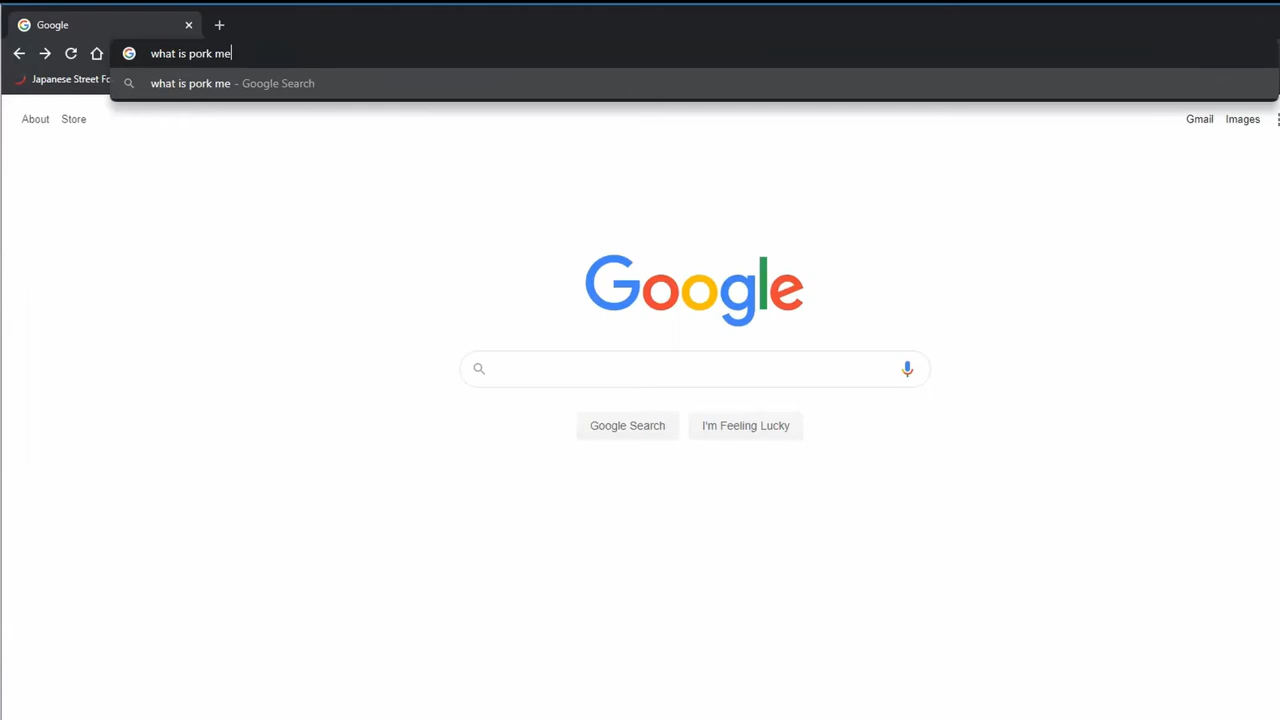 Google
what is pork me
Japanese Street Fo
what is pork me - Google Search
About Store Gmail Images
Google
Google Search I'm Feeling Lucky